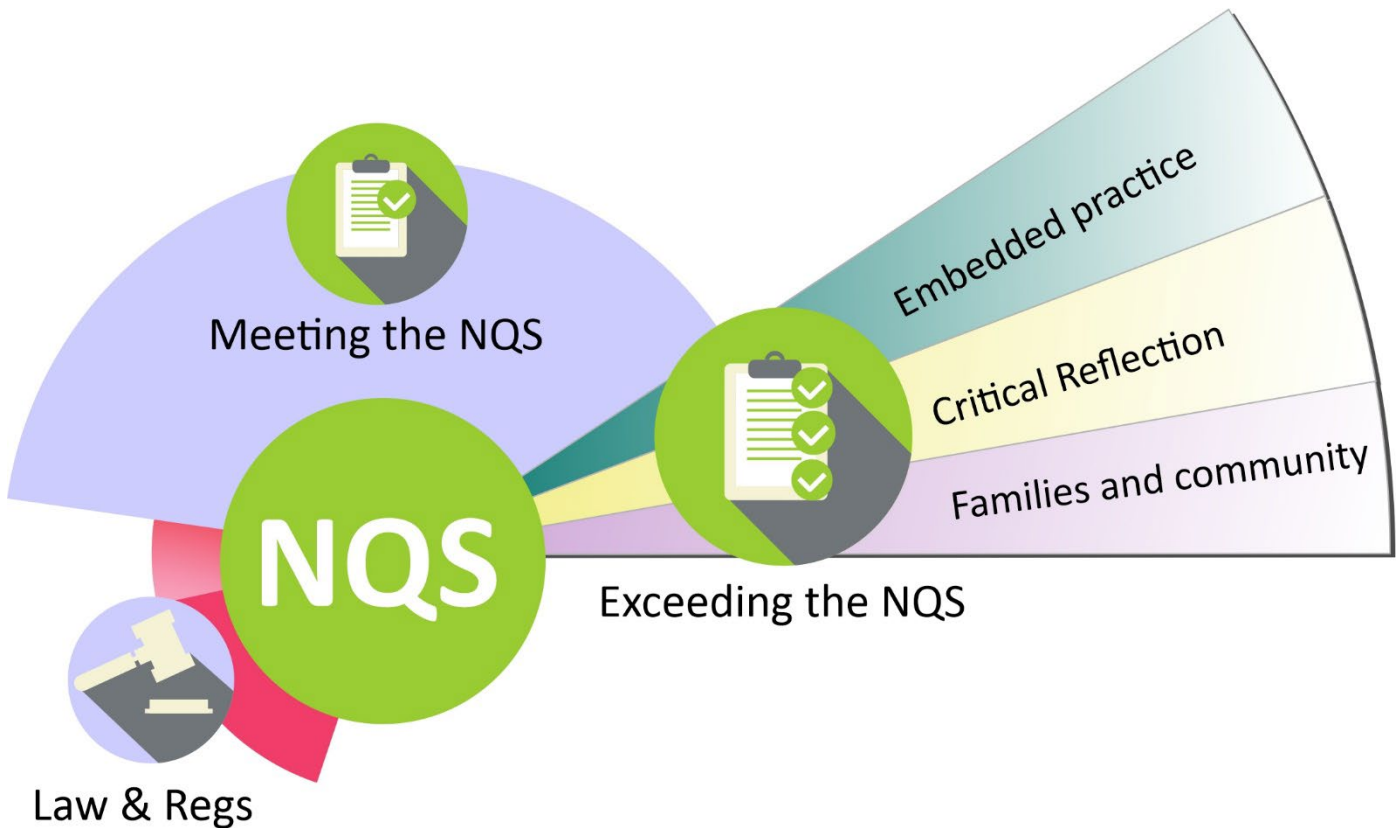 Meeting the NQS
Embedded practice
Critical Reflection
Families and community
NQS
Exceeding the NQS
Law & Regs